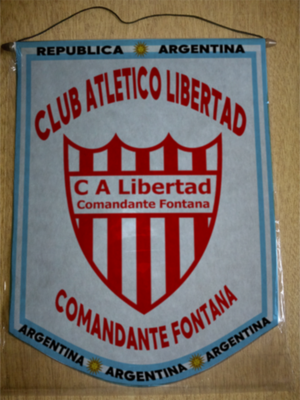 REPUBLICA ARGENTINA
CLUB ATLETICO LIBERTAD
C A Libertad
Comandante Fontana
COMANDANTE FONTANA
ARGENTINA ARGENTINA ARGENTINA